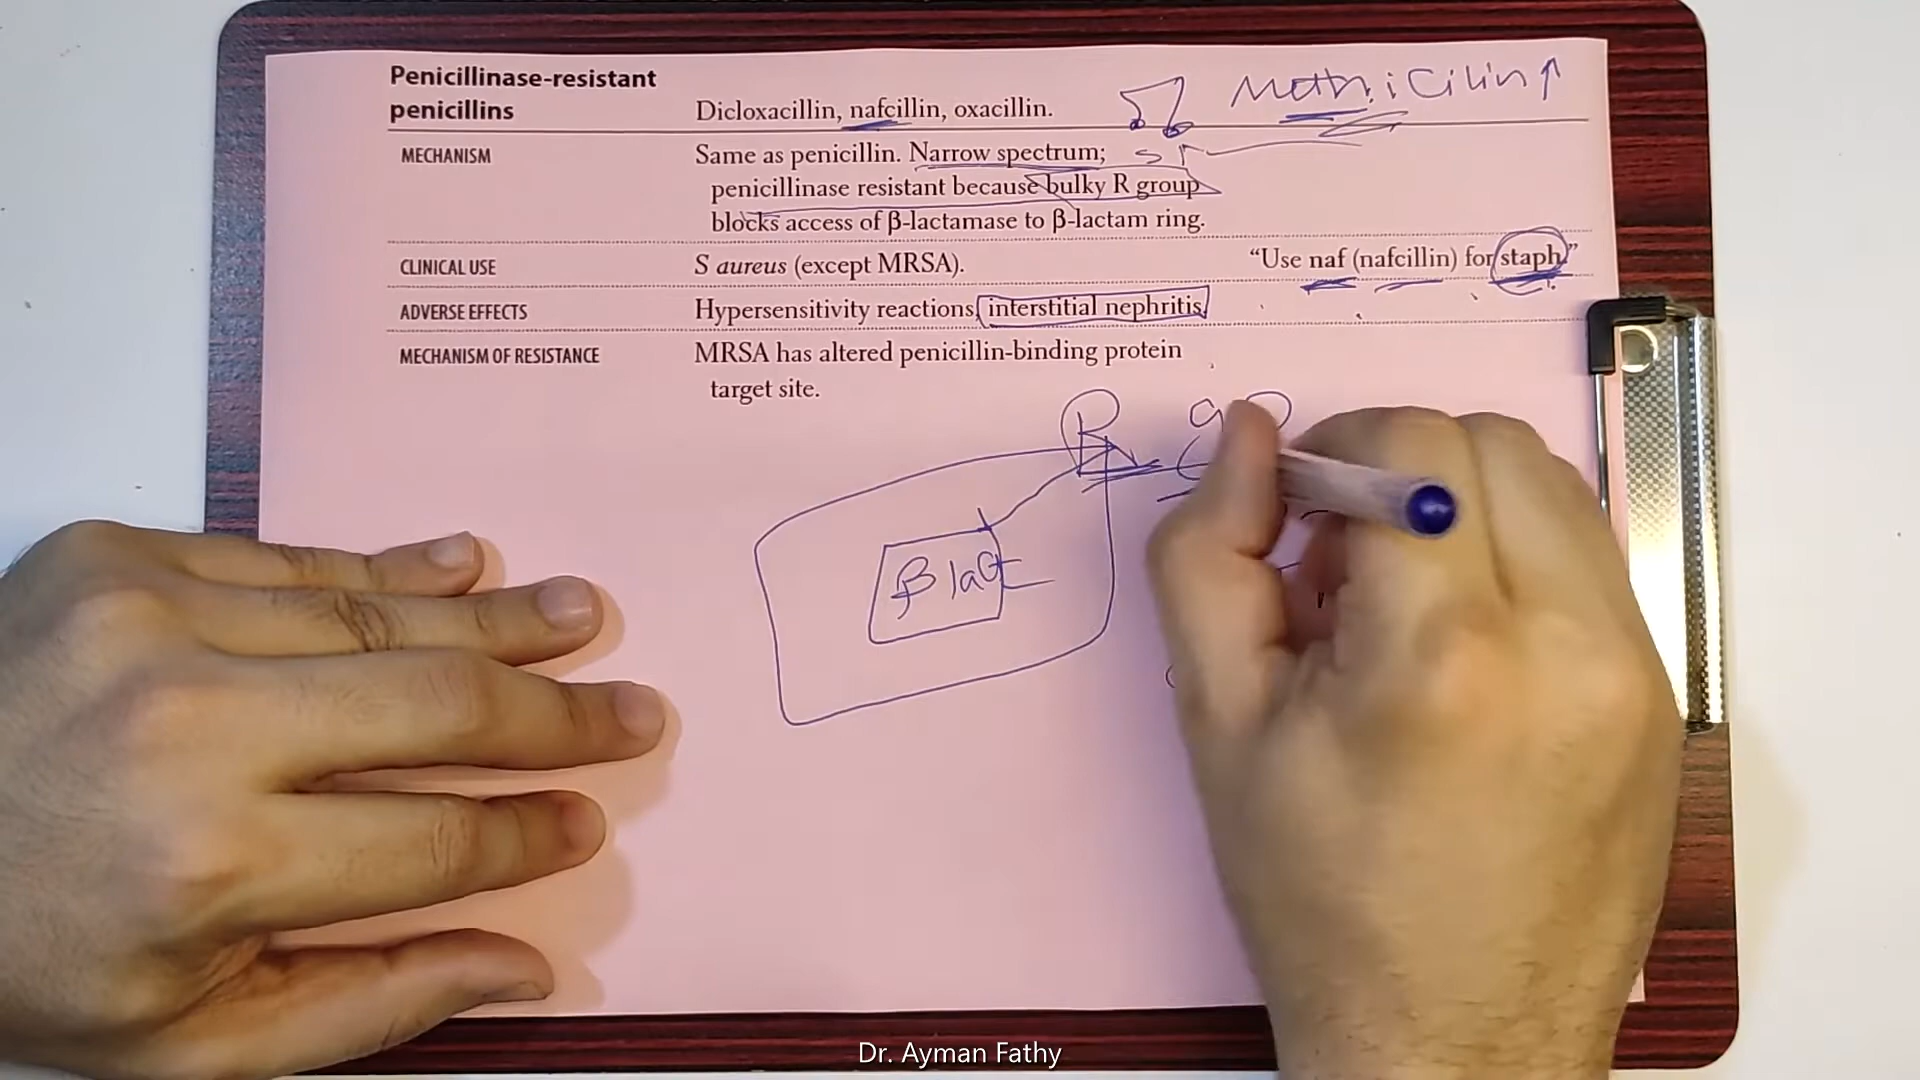 Penicillinase-resistant
penicillins
Dicloxacillin, nafcillin, oxacillin.
Methicilin
MECHANISM
Same as penicillin. Narrow spectrum;
penicillinase resistant because bulky R group
blocks access of β-lactamase to β-lactam ring.
CLINICAL USE
S aureus (except MRSA).
“Use naf (nafcillin) for staph.”
ADVERSE EFFECTS
Hypersensitivity reactions, interstitial nephritis.
MECHANISM OF RESISTANCE
MRSA has altered penicillin-binding protein
target site.
R
β lact
Dr. Ayman Fathy